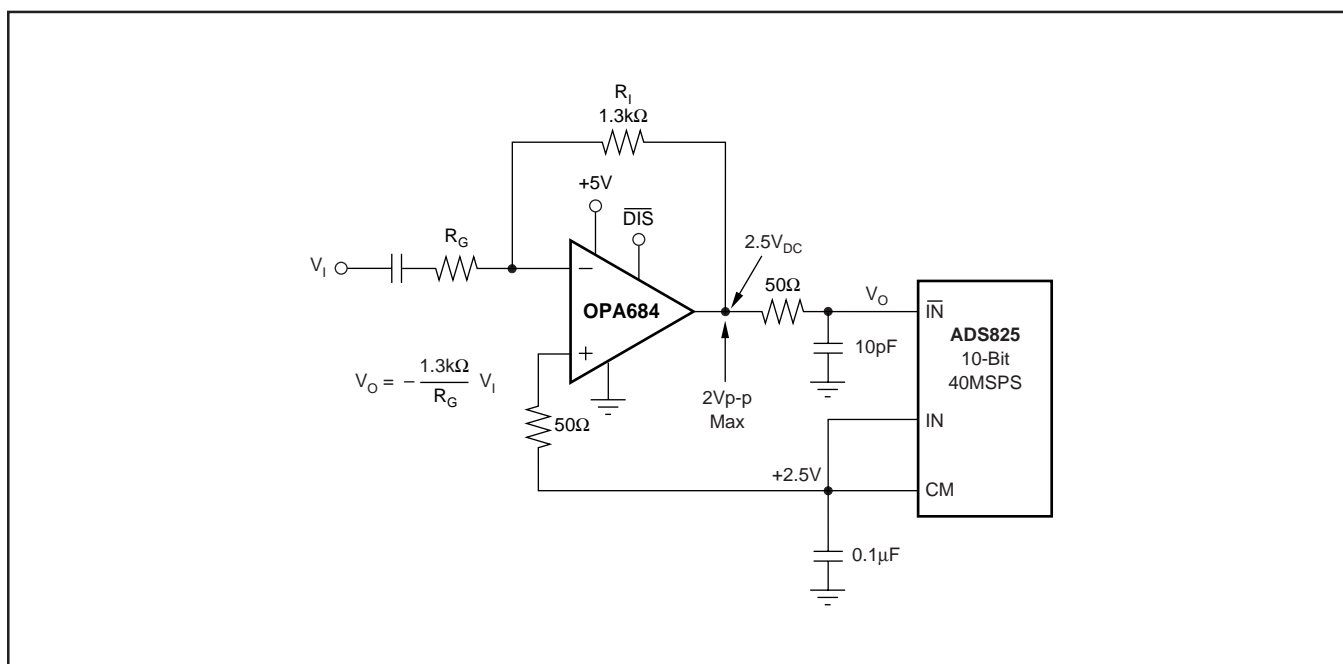 R_I
1.3kΩ
+5V
DIS
R_G
2.5V_DC
V_I
50Ω
V_O
–
OPA684
+
IN
ADS825
10-Bit
40MSPS
10pF
V_O = – 1.3kΩ / R_G V_I
2Vp-p
Max
50Ω
IN
+2.5V
CM
0.1µF